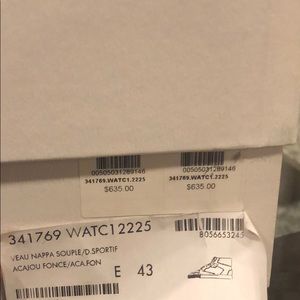 00505031289146 00505031289146
341769.WATC1.2225 341769.WATC1.2225
$635.00 $635.00
341769 WATC12225
8056653245
VEAU NAPPA SOUPLE/D.SPORTIF
ACAJOU FONCE/ACA.FON
E 43